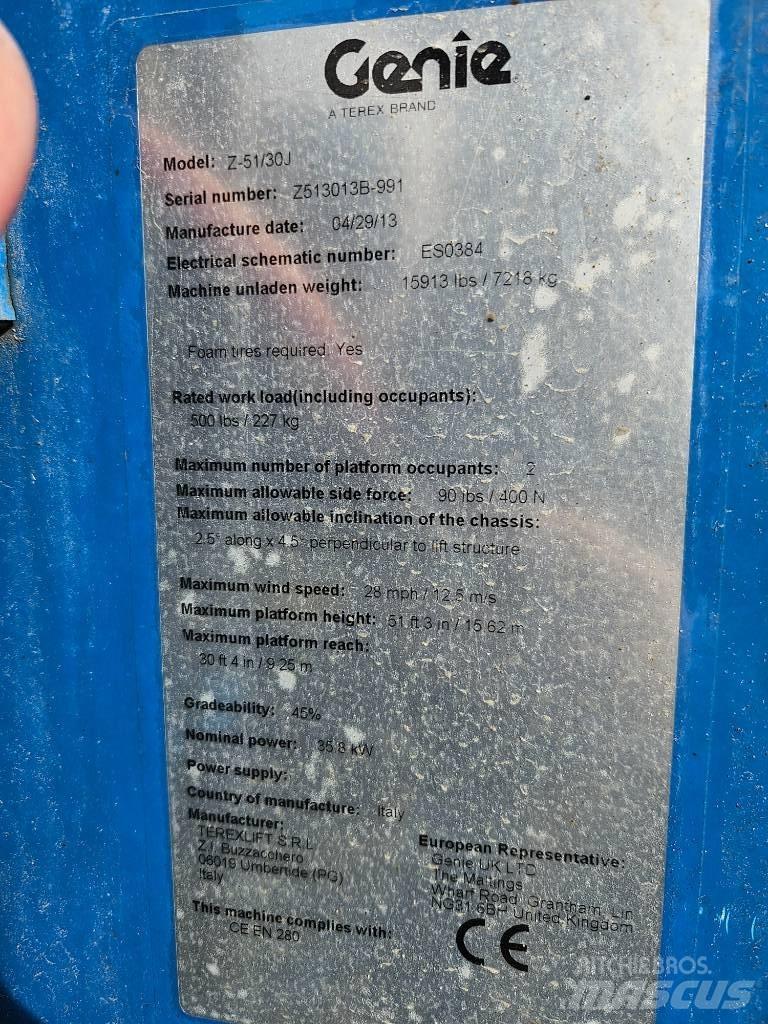 Genie
A TEREX BRAND
Model: Z-51/30J
Serial number: Z513013B-991
Manufacture date: 04/29/13
Electrical schematic number: ES0384
Machine unladen weight: 15913 lbs / 7218 kg
Foam tires required: Yes
Rated work load(including occupants):
500 lbs / 227 kg
Maximum number of platform occupants: 2
Maximum allowable side force: 90 lbs / 400 N
Maximum allowable inclination of the chassis:
2.5° along x 4.5° perpendicular to lift structure
Maximum wind speed: 28 mph / 12.5 m/s
Maximum platform height: 51 ft 3 in / 15.62 m
Maximum platform reach:
30 ft 4 in / 9.25 m
Gradeability: 45%
Nominal power: 35.8 kW
Power supply:
Country of manufacture: Italy
Manufacturer:
TEREXLIFT S.R.L
Z.I. Buzzacchero
06019 Umbertide (PG)
Italy
European Representative:
Genie UK LTD
The Maltings
Wharf Road, Grantham, Lin
NG31 6BH United Kingdom
This machine complies with:
CE EN 280
CE
RITCHIE BROS.
MASCUS